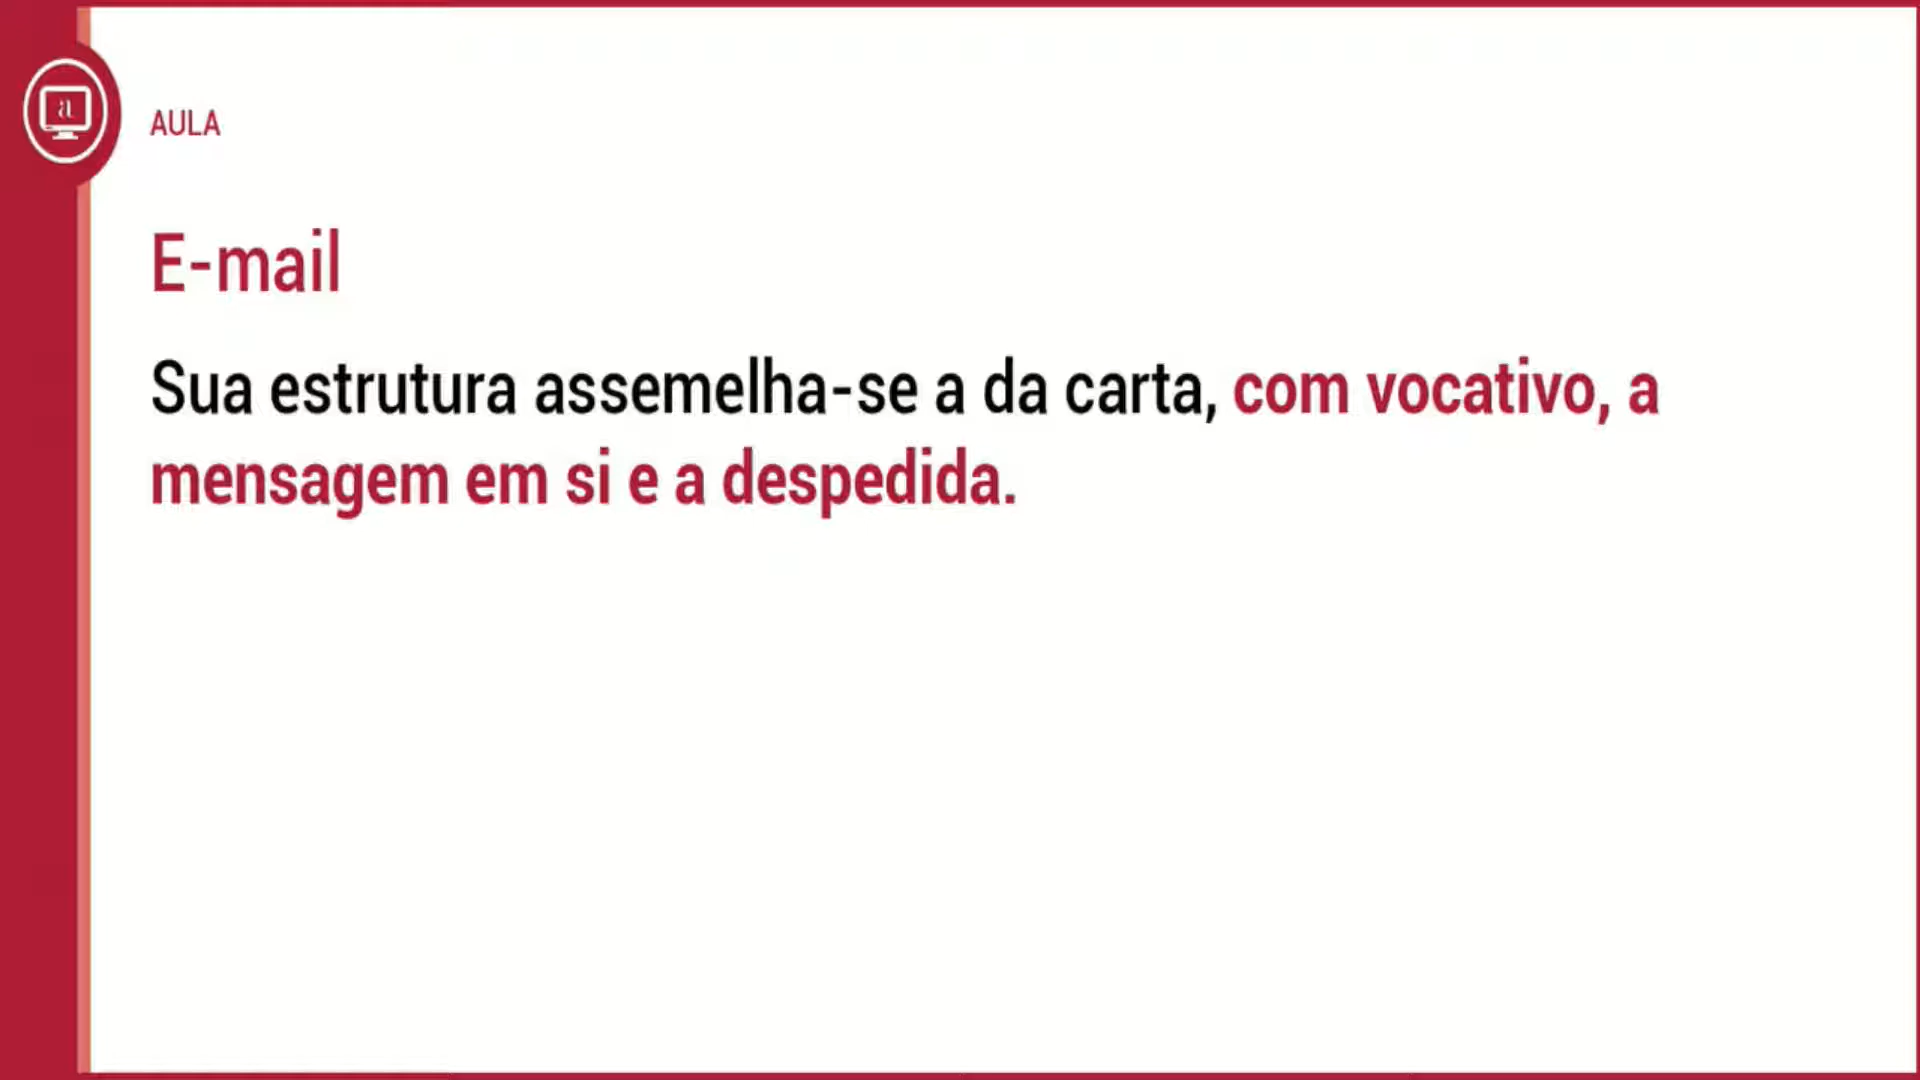 a
AULA
E-mail
Sua estrutura assemelha-se a da carta, com vocativo, a
mensagem em si e a despedida.